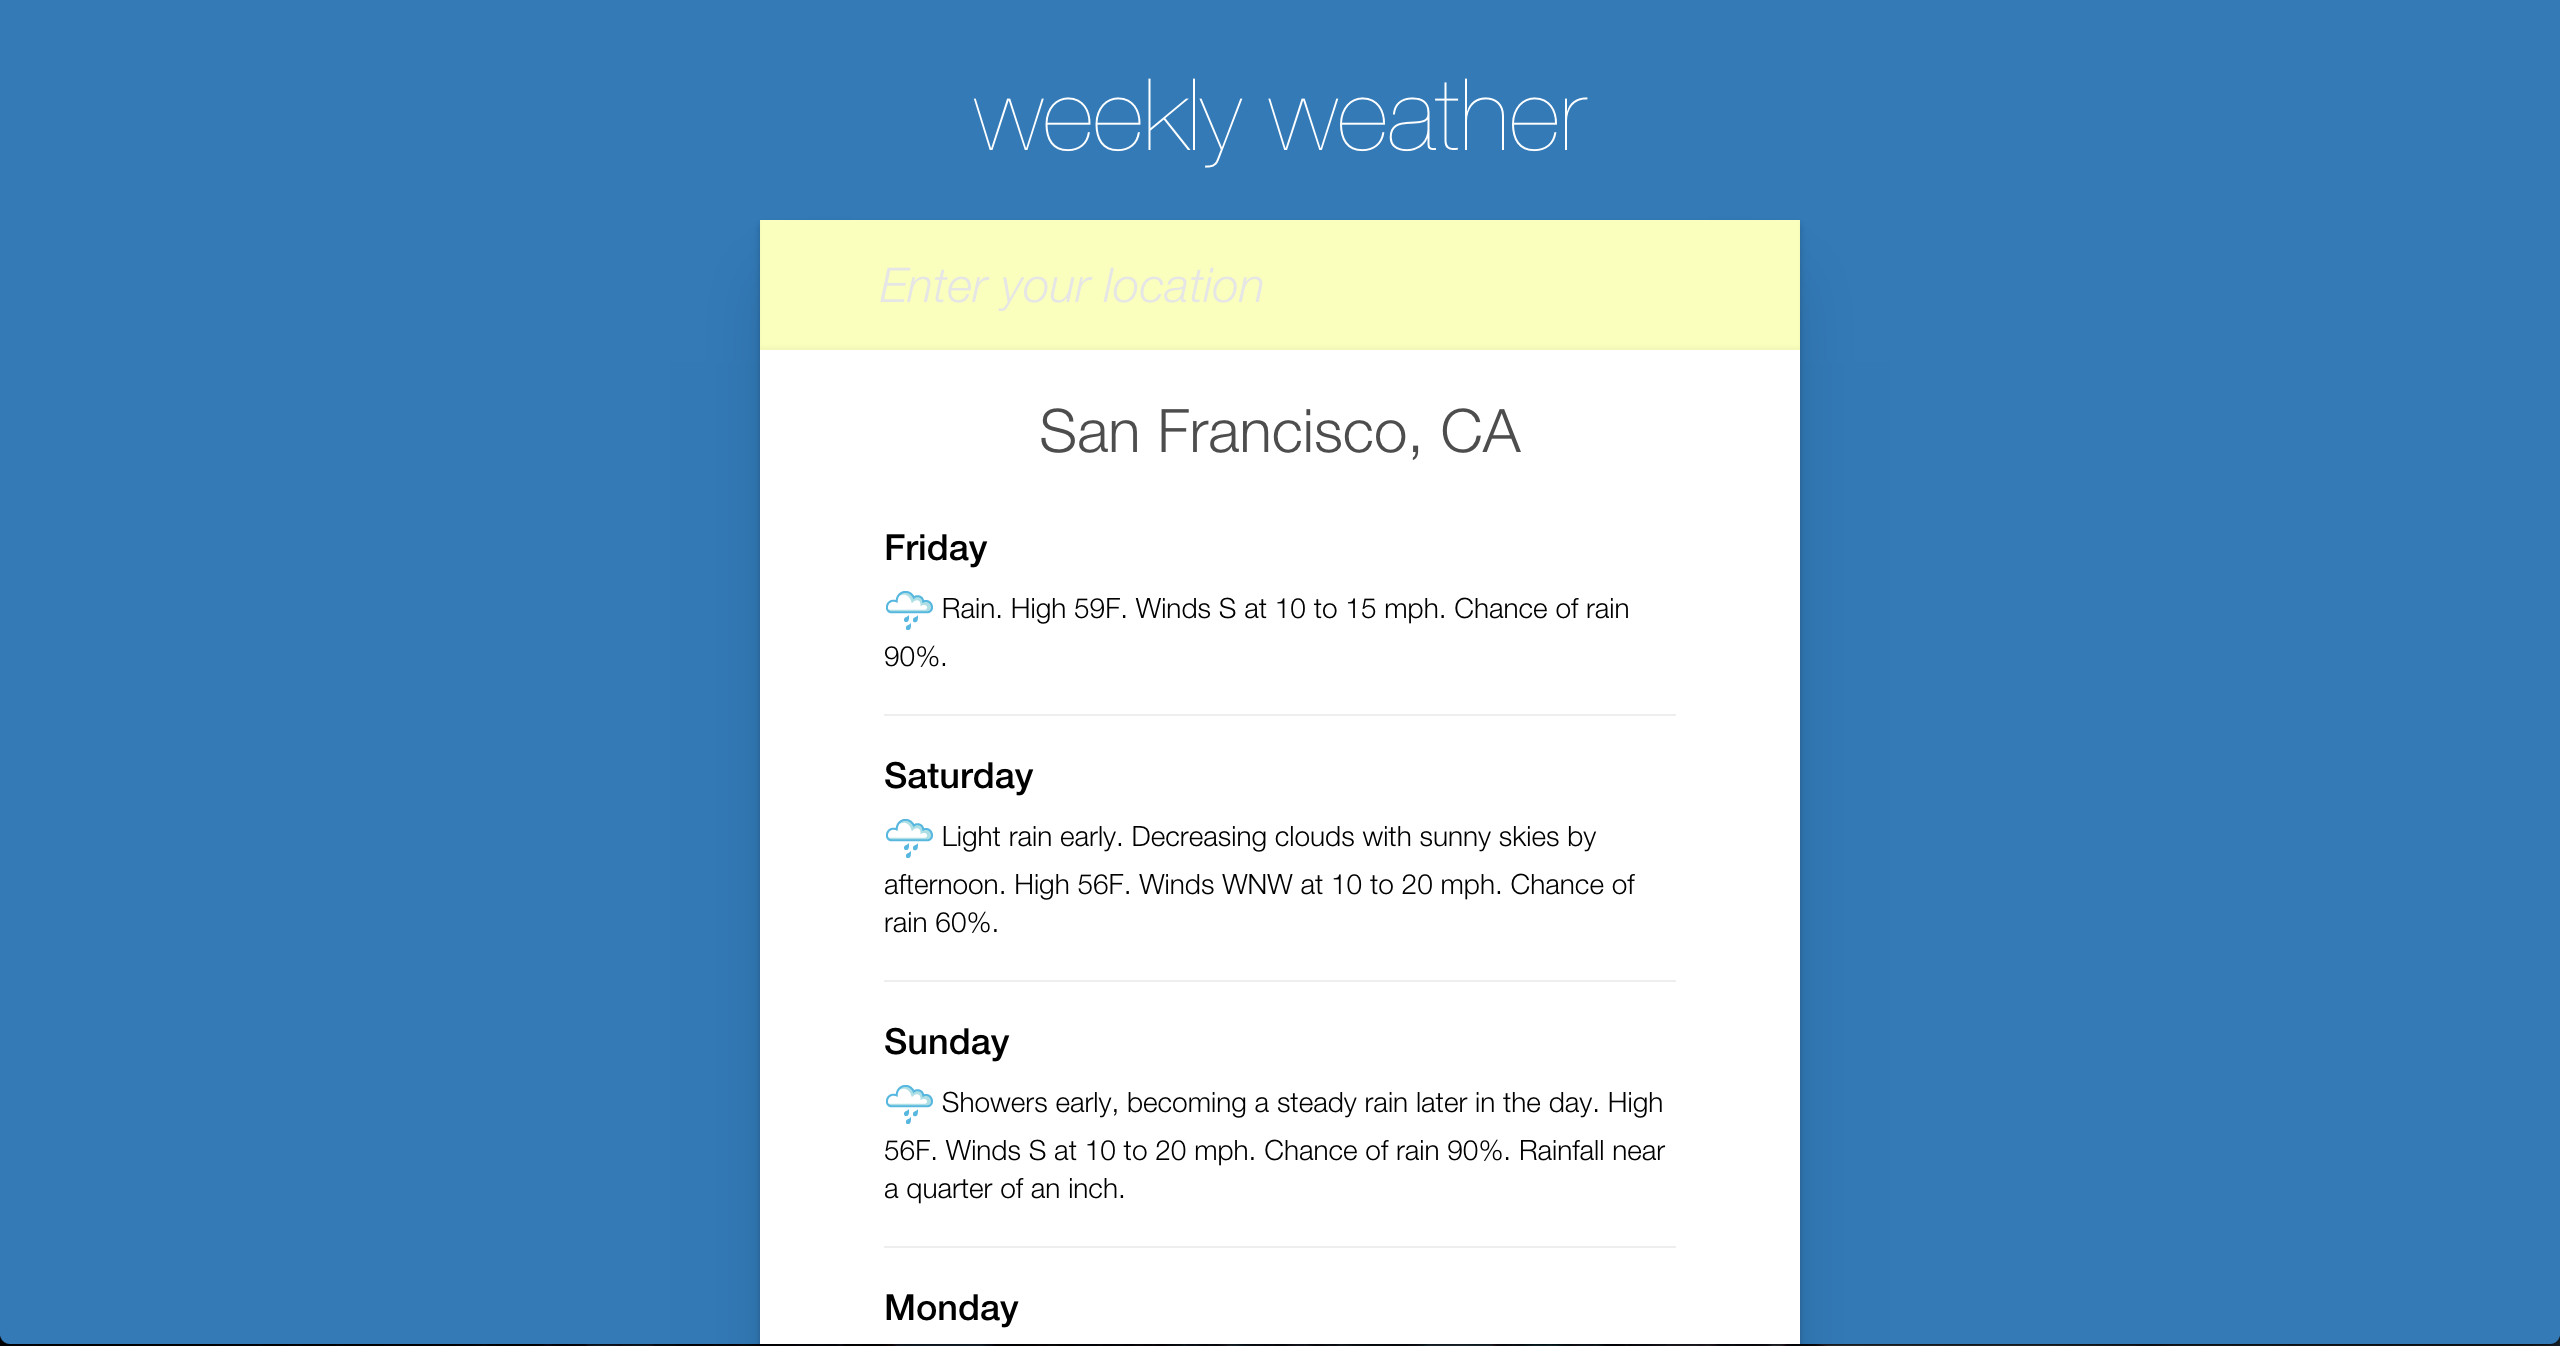 weekly weather
Enter your location
San Francisco, CA
Friday
Rain. High 59F. Winds S at 10 to 15 mph. Chance of rain
90%.
Saturday
Light rain early. Decreasing clouds with sunny skies by
afternoon. High 56F. Winds WNW at 10 to 20 mph. Chance of
rain 60%.
Sunday
Showers early, becoming a steady rain later in the day. High
56F. Winds S at 10 to 20 mph. Chance of rain 90%. Rainfall near
a quarter of an inch.
Monday